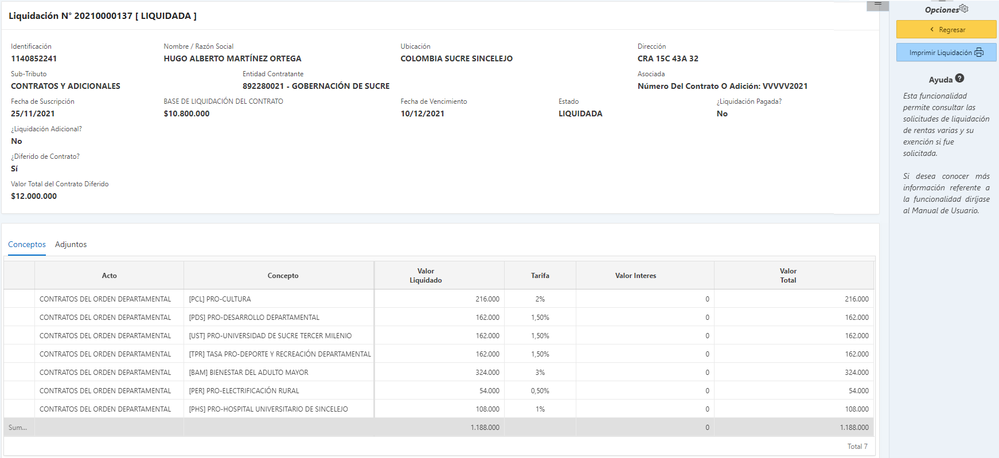 Liquidación N° 20210000137 [ LIQUIDADA ]
Identificación
1140852241
Nombre / Razón Social
HUGO ALBERTO MARTÍNEZ ORTEGA
Ubicación
COLOMBIA SUCRE SINCELEJO
Dirección
CRA 15C 43A 32
Sub-Tributo
CONTRATOS Y ADICIONALES
Entidad Contratante
892280021 - GOBERNACIÓN DE SUCRE
Asociada
Número Del Contrato O Adición: VVVVV2021
Fecha de Suscripción
25/11/2021
BASE DE LIQUIDACIÓN DEL CONTRATO
$10.800.000
Fecha de Vencimiento
10/12/2021
Estado
LIQUIDADA
¿Liquidación Pagada?
No
¿Liquidación Adicional?
No
¿Diferido de Contrato?
Sí
Valor Total del Contrato Diferido
$12.000.000
Conceptos Adjuntos
Acto Concepto Valor Liquidado Tarifa Valor Interes Valor Total
CONTRATOS DEL ORDEN DEPARTAMENTAL [PCL] PRO-CULTURA 216.000 2% 0 216.000
CONTRATOS DEL ORDEN DEPARTAMENTAL [PDS] PRO-DESARROLLO DEPARTAMENTAL 162.000 1,50% 0 162.000
CONTRATOS DEL ORDEN DEPARTAMENTAL [UST] PRO-UNIVERSIDAD DE SUCRE TERCER MILENIO 162.000 1,50% 0 162.000
CONTRATOS DEL ORDEN DEPARTAMENTAL [TPR] TASA PRO-DEPORTE Y RECREACIÓN DEPARTAMENTAL 162.000 1,50% 0 162.000
CONTRATOS DEL ORDEN DEPARTAMENTAL [BAM] BIENESTAR DEL ADULTO MAYOR 324.000 3% 0 324.000
CONTRATOS DEL ORDEN DEPARTAMENTAL [PER] PRO-ELECTRIFICACIÓN RURAL 54.000 0,50% 0 54.000
CONTRATOS DEL ORDEN DEPARTAMENTAL [PHS] PRO-HOSPITAL UNIVERSITARIO DE SINCELEJO 108.000 1% 0 108.000
Sum... 1.188.000 0 1.188.000
Total 7
Opciones
Regresar
Imprimir Liquidación
Ayuda
Esta funcionalidad
permite consultar las
solicitudes de liquidación
de rentas varias y su
exención si fue
solicitada.
Si desea conocer más
información referente a
la funcionalidad diríjase
al Manual de Usuario.